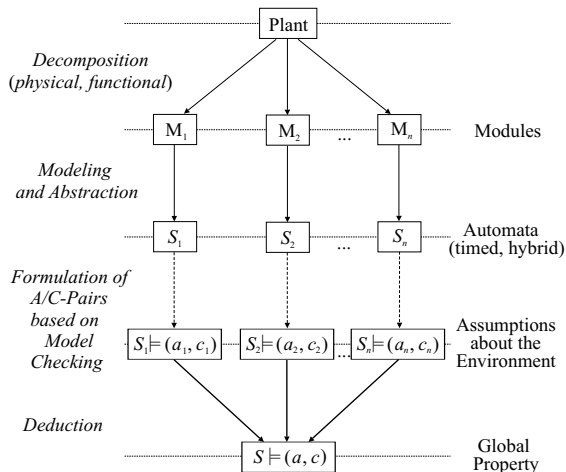 Plant
Decomposition
(physical, functional)
M₁ M₂ ... Mₙ Modules
Modeling
and Abstraction
S₁ S₂ ... Sₙ Automata
(timed, hybrid)
Formulation of
A/C-Pairs
based on
Model
Checking
S₁⊨(a₁, c₁) S₂⊨(a₂, c₂) ... Sₙ⊨(aₙ, cₙ) Assumptions
about the
Environment
Deduction
S⊨(a, c) Global
Property